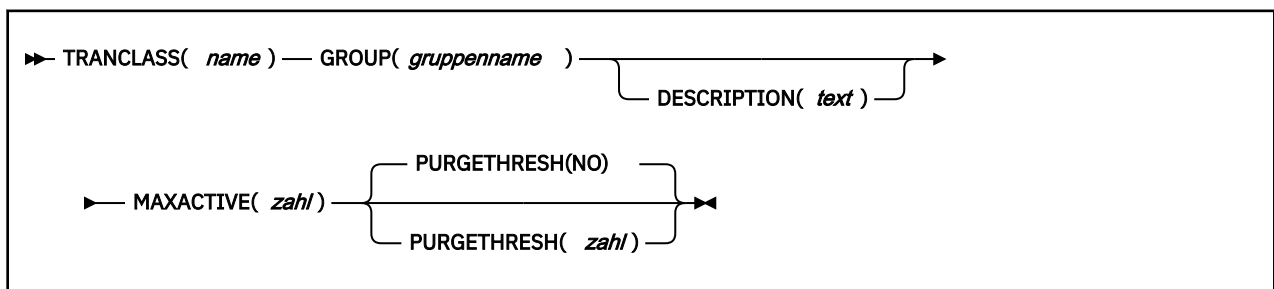 TRANCLASS( name ) GROUP( gruppenname )
DESCRIPTION( text )
PURGETHRESH(NO)
MAXACTIVE( zahl )
PURGETHRESH( zahl )